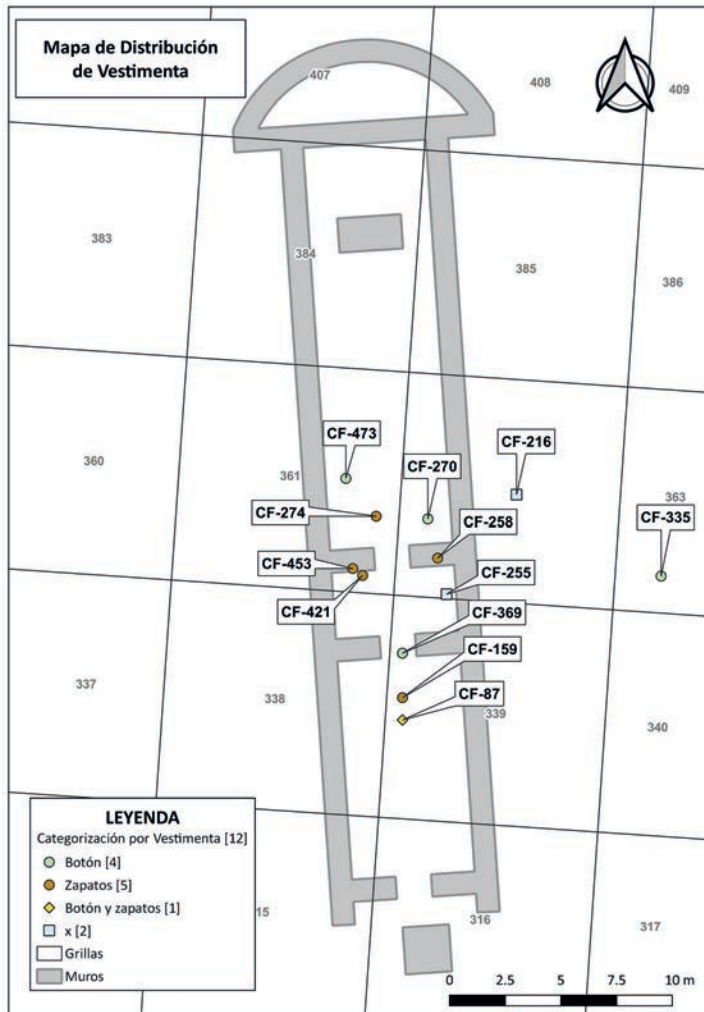 Mapa de Distribución
de Vestimenta
407
408
409
383
384
385
386
CF-473
CF-216
360
361
CF-270
363
CF-274
CF-258
CF-335
CF-453
CF-255
CF-421
CF-369
337
338
CF-159
CF-87
339
340
LEYENDA
Categorización por Vestimenta [12]
Botón [4]
Zapatos [5]
Botón y zapatos [1]
x [2]
Grillas
Muros
15
316
317
0 2.5 5 7.5 10 m